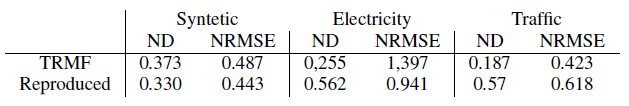 Syntetic Electricity Traffic
ND NRMSE ND NRMSE ND NRMSE
TRMF 0.373 0.487 0,255 1,397 0.187 0.423
Reproduced 0.330 0.443 0.562 0.941 0.57 0.618